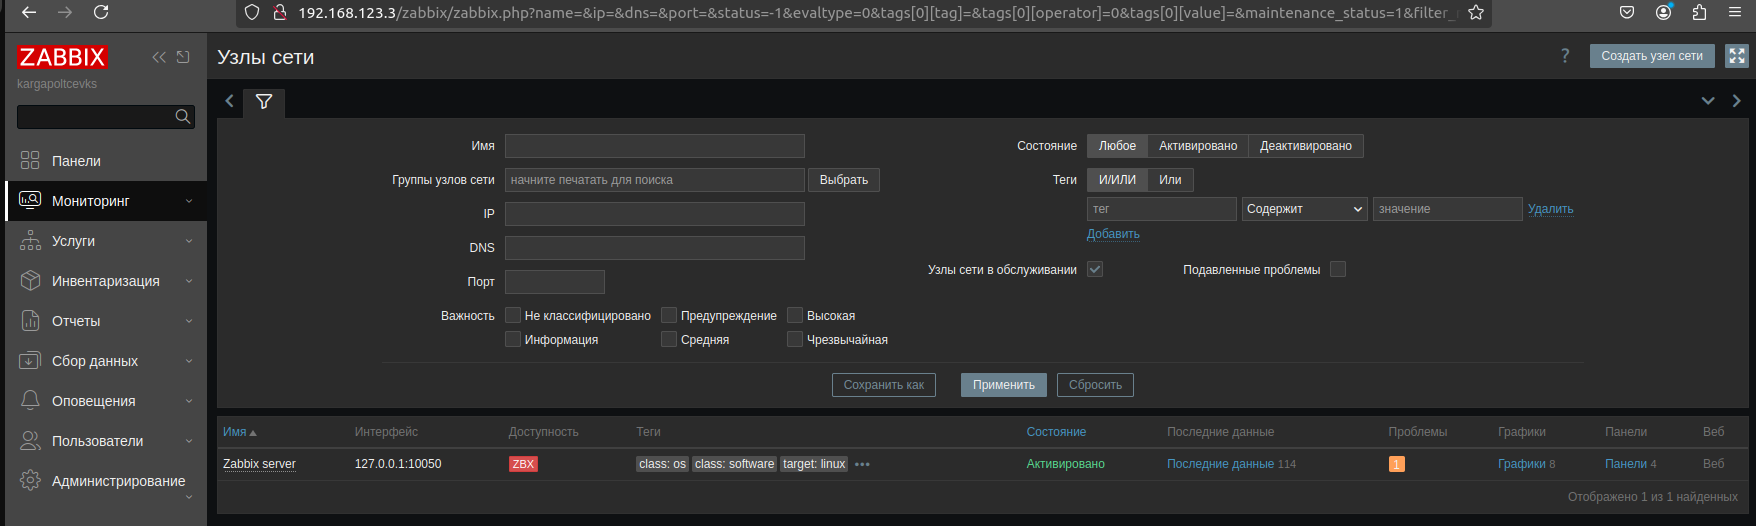 192.168.123.3/zabbix/zabbix.php?name=&ip=&dns=&port=&status=-1&evaltype=0&tags[0][tag]=&tags[0][operator]=0&tags[0][value]=&maintenance_status=1&filter_
ZABBIX
kargapoltcevks
Узлы сети
? Создать узел сети
Панели
Мониторинг
Услуги
Инвентаризация
Отчеты
Сбор данных
Оповещения
Пользователи
Администрирование
Имя
Группы узлов сети начните печатать для поиска Выбрать
IP
DNS
Порт
Важность Не классифицировано Предупреждение Высокая
Информация Средняя Чрезвычайная
Состояние Любое Активировано Деактивировано
Теги И/ИЛИ Или
тег Содержит значение Удалить
Добавить
Узлы сети в обслуживании Подавленные проблемы
Сохранить как Применить Сбросить
Имя Интерфейс Доступность Теги Состояние Последние данные Проблемы Графики Панели Веб
Zabbix server 127.0.0.1:10050 ZBX class: os class: software target: linux ••• Активировано Последние данные 114 1 Графики 8 Панели 4 Веб
Отображено 1 из 1 найденных